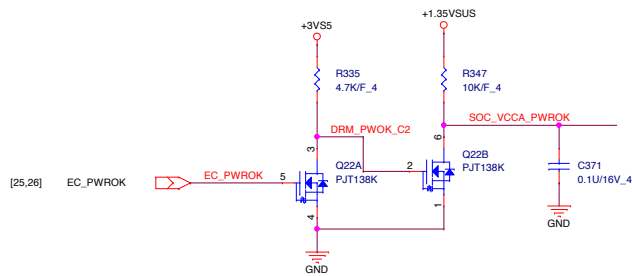 +3VS5
+1.35VSUS
R335
4.7K/F_4
R347
10K/F_4
DRM_PWOK_C2
SOC_VCCA_PWROK
3
6
Q22A
PJT138K
Q22B
PJT138K
[25,26]
EC_PWROK
EC_PWROK
5
2
C371
0.1U/16V_4
4
1
GND
GND